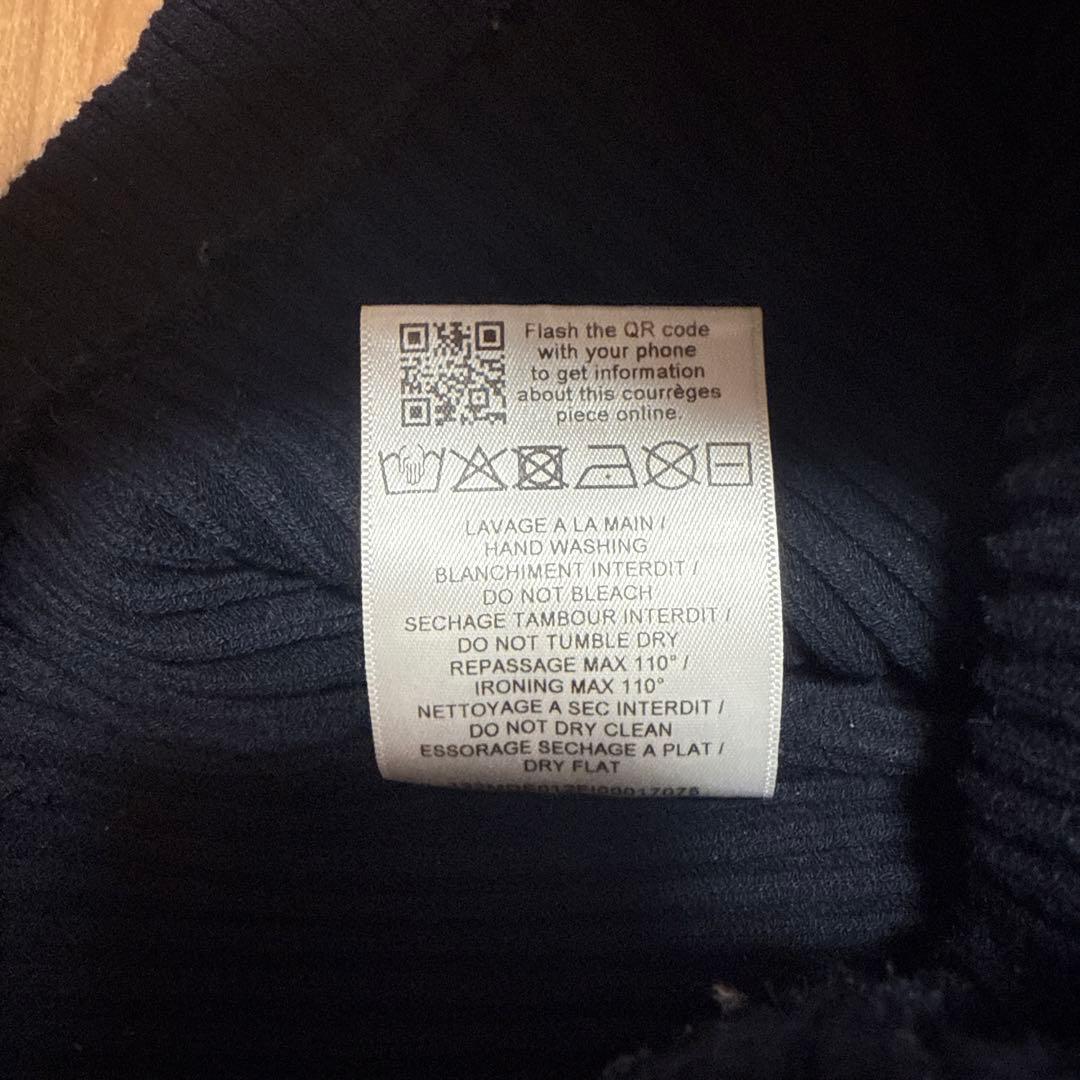 Flash the QR code
with your phone
to get information
about this courrèges
piece online.
LAVAGE A LA MAIN /
HAND WASHING
BLANCHIMENT INTERDIT /
DO NOT BLEACH
SECHAGE TAMBOUR INTERDIT /
DO NOT TUMBLE DRY
REPASSAGE MAX 110° /
IRONING MAX 110°
NETTOYAGE A SEC INTERDIT /
DO NOT DRY CLEAN
ESSORAGE SECHAGE A PLAT /
DRY FLAT